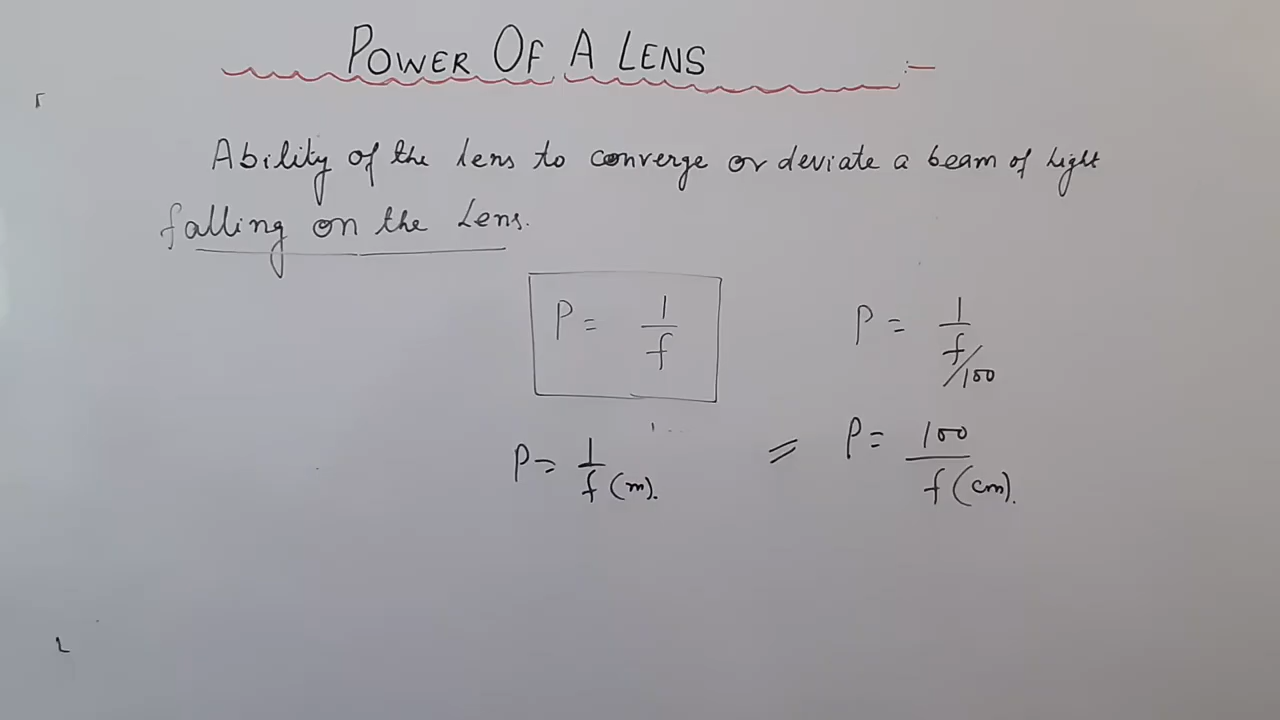 POWER OF A LENS :-
Ability of the lens to converge or deviate a beam of light
falling on the Lens.
P = 1/f
P = 1/f/100
P = 1/f (m).
= P = 100/f (cm).